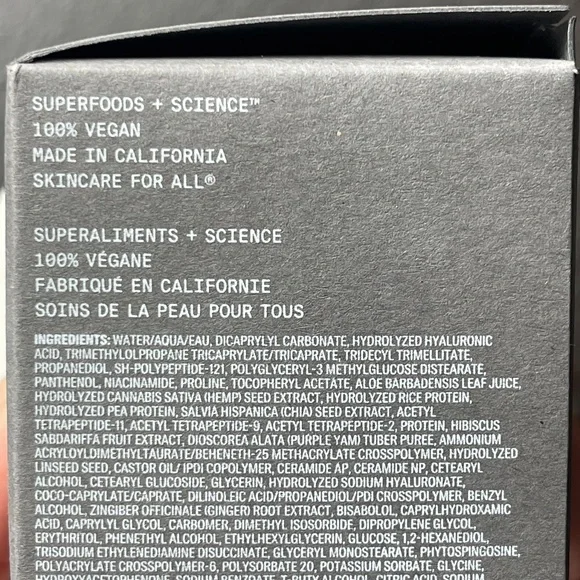 SUPERFOODS + SCIENCE™
100% VEGAN
MADE IN CALIFORNIA
SKINCARE FOR ALL®
SUPERALIMENTS + SCIENCE
100% VÉGANE
FABRIQUÉ EN CALIFORNIE
SOINS DE LA PEAU POUR TOUS
INGREDIENTS: WATER/AQUA/EAU, DICAPRYLYL CARBONATE, HYDROLYZED HYALURONIC
ACID, TRIMETHYLOLPROPANE TRICAPRYLATE/TRICAPRATE, TRIDECYL TRIMELLITATE,
PROPANEDIOL, SH-POLYPEPTIDE-121, POLYGLYCERYL-3 METHYLGLUCOSE DISTEARATE,
PANTHENOL, NIACINAMIDE, PROLINE, TOCOPHERYL ACETATE, ALOE BARBADENSIS LEAF JUICE,
HYDROLYZED CANNABIS SATIVA (HEMP) SEED EXTRACT, HYDROLYZED RICE PROTEIN,
HYDROLYZED PEA PROTEIN, SALVIA HISPANICA (CHIA) SEED EXTRACT, ACETYL
TETRAPEPTIDE-11, ACETYL TETRAPEPTIDE-9, ACETYL TETRAPEPTIDE-2, PROTEIN, HIBISCUS
SABDARIFFA FRUIT EXTRACT, DIOSCOREA ALATA (PURPLE YAM) TUBER PUREE, AMMONIUM
ACRYLOYLDIMETHYLTAURATE/BEHENETH-25 METHACRYLATE CROSSPOLYMER, HYDROLYZED
LINSEED SEED, CASTOR OIL/ IPDI COPOLYMER, CERAMIDE AP, CERAMIDE NP, CETEARYL
ALCOHOL, CETEARYL GLUCOSIDE, GLYCERIN, HYDROLYZED SODIUM HYALURONATE,
COCO-CAPRYLATE/CAPRATE, DILINOLEIC ACID/PROPANEDIOL/PDI CROSSPOLYMER, BENZYL
ALCOHOL, ZINGIBER OFFICINALE (GINGER) ROOT EXTRACT, BISABOLOL, CAPRYLHYDROXAMIC
ACID, CAPRYLYL GLYCOL, CARBOMER, DIMETHYL ISOSORBIDE, DIPROPYLENE GLYCOL,
ERYTHRITOL, PHENETHYL ALCOHOL, ETHYLHEXYLGLYCERIN, GLUCOSE, 1,2-HEXANEDIOL,
TRISODIUM ETHYLENEDIAMINE DISUCCINATE, GLYCERYL MONOSTEARATE, PHYTOSPINGOSINE,
POLYACRYLATE CROSSPOLYMER-6, POLYSORBATE 20, POTASSIUM SORBATE, GLYCINE,
HYDROXYACETOPHENONE, SODIUM BENZOATE, T-BUTYL ALCOHOL, CITRIC ACID, SODIUM